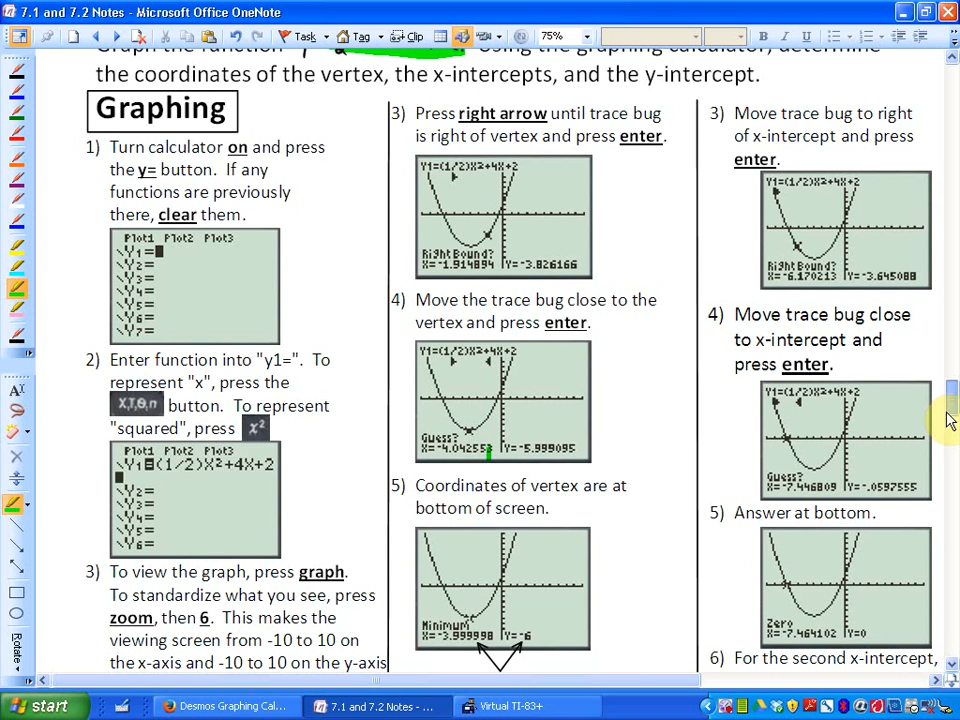 7.1 and 7.2 Notes - Microsoft Office OneNote
Task
Tag
Clip
75%
B I U
Graph the function
Using the graphing calculator, determine
the coordinates of the vertex, the x-intercepts, and the y-intercept.
Graphing
1) Turn calculator on and press
the y= button. If any
functions are previously
there, clear them.
Plot1 Plot2 Plot3
\Y1=
\Y2=
\Y3=
\Y4=
\Y5=
\Y6=
\Y7=
2) Enter function into "y1=". To
represent "x", press the
X,T,Θ,n button. To represent
"squared", press x²
Plot1 Plot2 Plot3
\Y1=(1/2)X²+4X+2
\Y2=
\Y3=
\Y4=
\Y5=
\Y6=
3) To view the graph, press graph.
To standardize what you see, press
zoom, then 6. This makes the
viewing screen from -10 to 10 on
the x-axis and -10 to 10 on the y-axis
3) Press right arrow until trace bug
is right of vertex and press enter.
Y1=(1/2)X²+4X+2
Right Bound?
X=-1.914894 Y=-3.826166
4) Move the trace bug close to the
vertex and press enter.
Y1=(1/2)X²+4X+2
Guess?
X=-4.042553 Y=-5.999095
5) Coordinates of vertex are at
bottom of screen.
Minimum
X=-3.999998 Y=-6
3) Move trace bug to right
of x-intercept and press
enter.
Y1=(1/2)X²+4X+2
Right Bound?
X=-6.170213 Y=-3.645088
4) Move trace bug close
to x-intercept and
press enter.
Y1=(1/2)X²+4X+2
Guess?
X=-7.446809 Y=-.0597555
5) Answer at bottom.
Zero
X=-7.464102 Y=0
6) For the second x-intercept,
Rotate
start
Desmos Graphing Cal...
7.1 and 7.2 Notes - ...
Virtual TI-83+